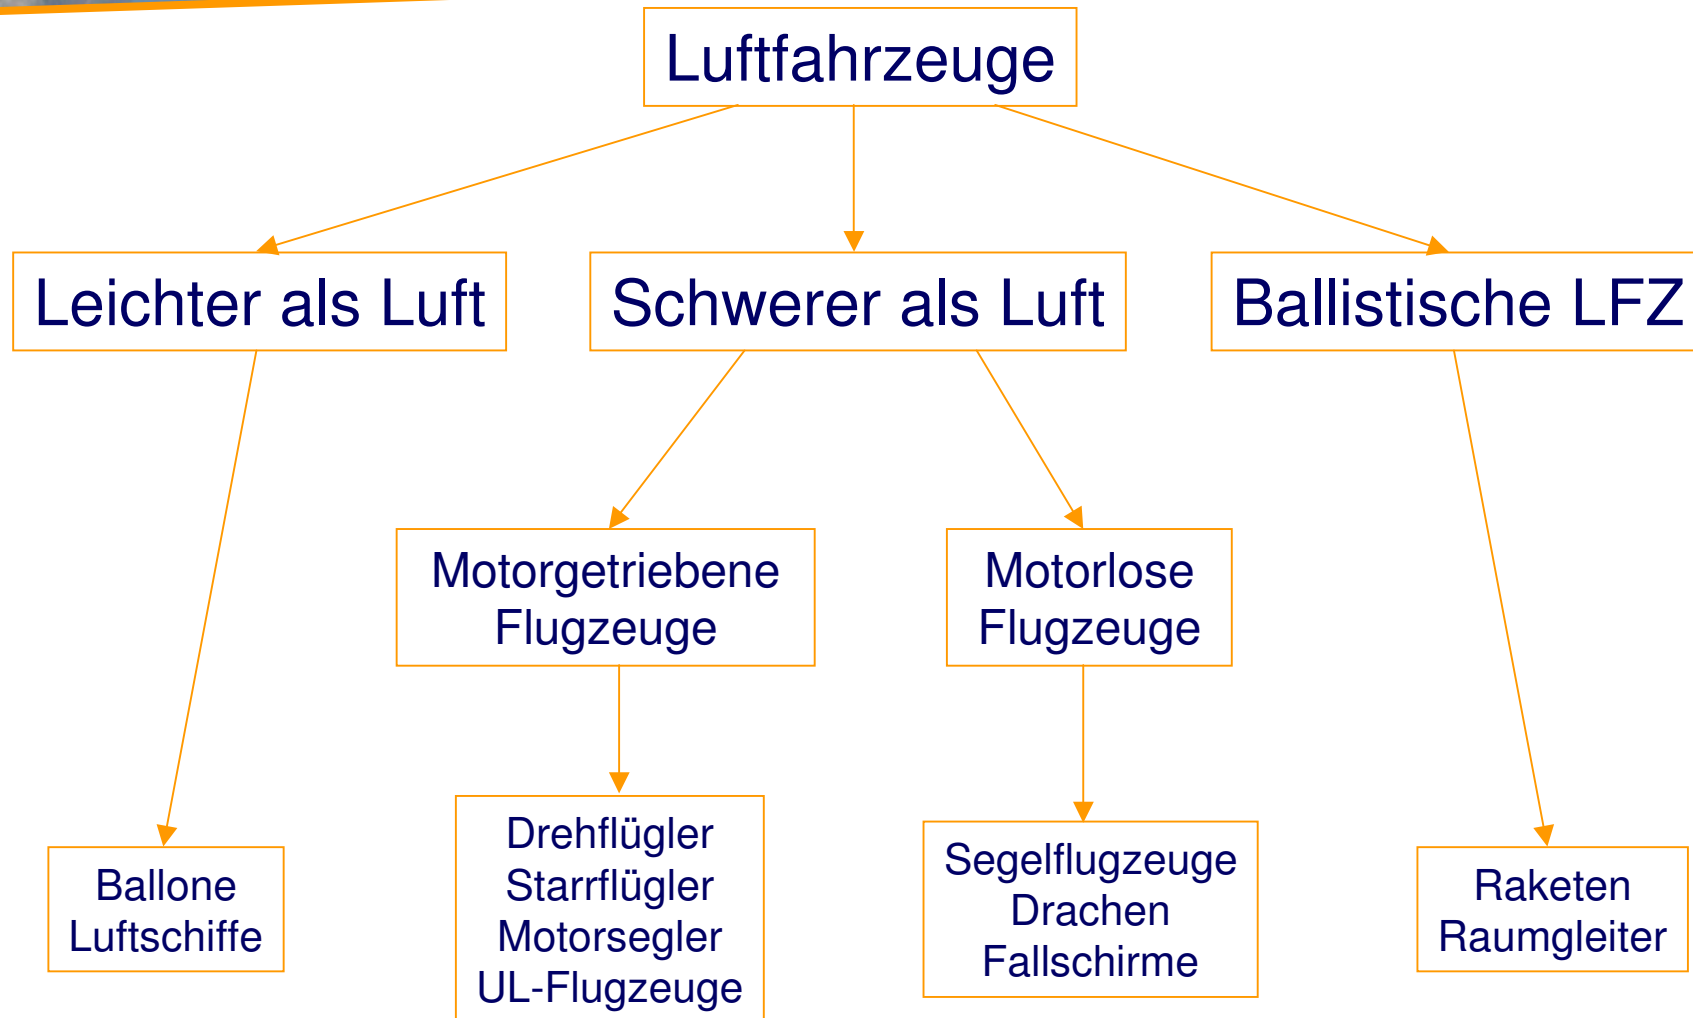 Luftfahrzeuge
Leichter als Luft
Schwerer als Luft
Ballistische LFZ
Motorgetriebene
Flugzeuge
Motorlose
Flugzeuge
Ballone
Luftschiffe
Drehflügler
Starrflügler
Motorsegler
UL-Flugzeuge
Segelflugzeuge
Drachen
Fallschirme
Raketen
Raumgleiter